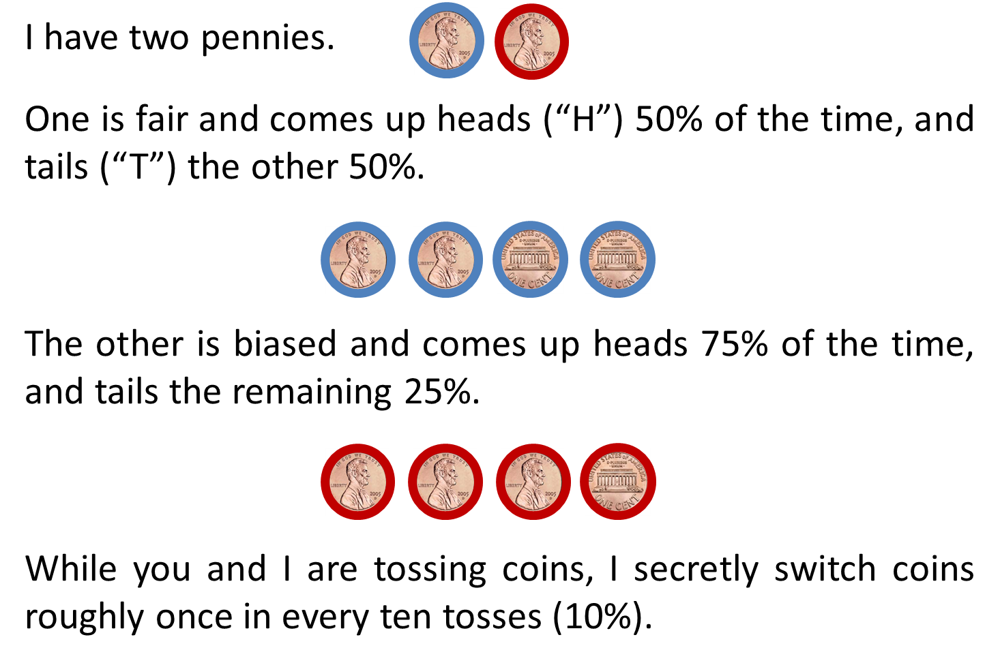 I have two pennies.
One is fair and comes up heads (“H”) 50% of the time, and
tails (“T”) the other 50%.
The other is biased and comes up heads 75% of the time,
and tails the remaining 25%.
While you and I are tossing coins, I secretly switch coins
roughly once in every ten tosses (10%).